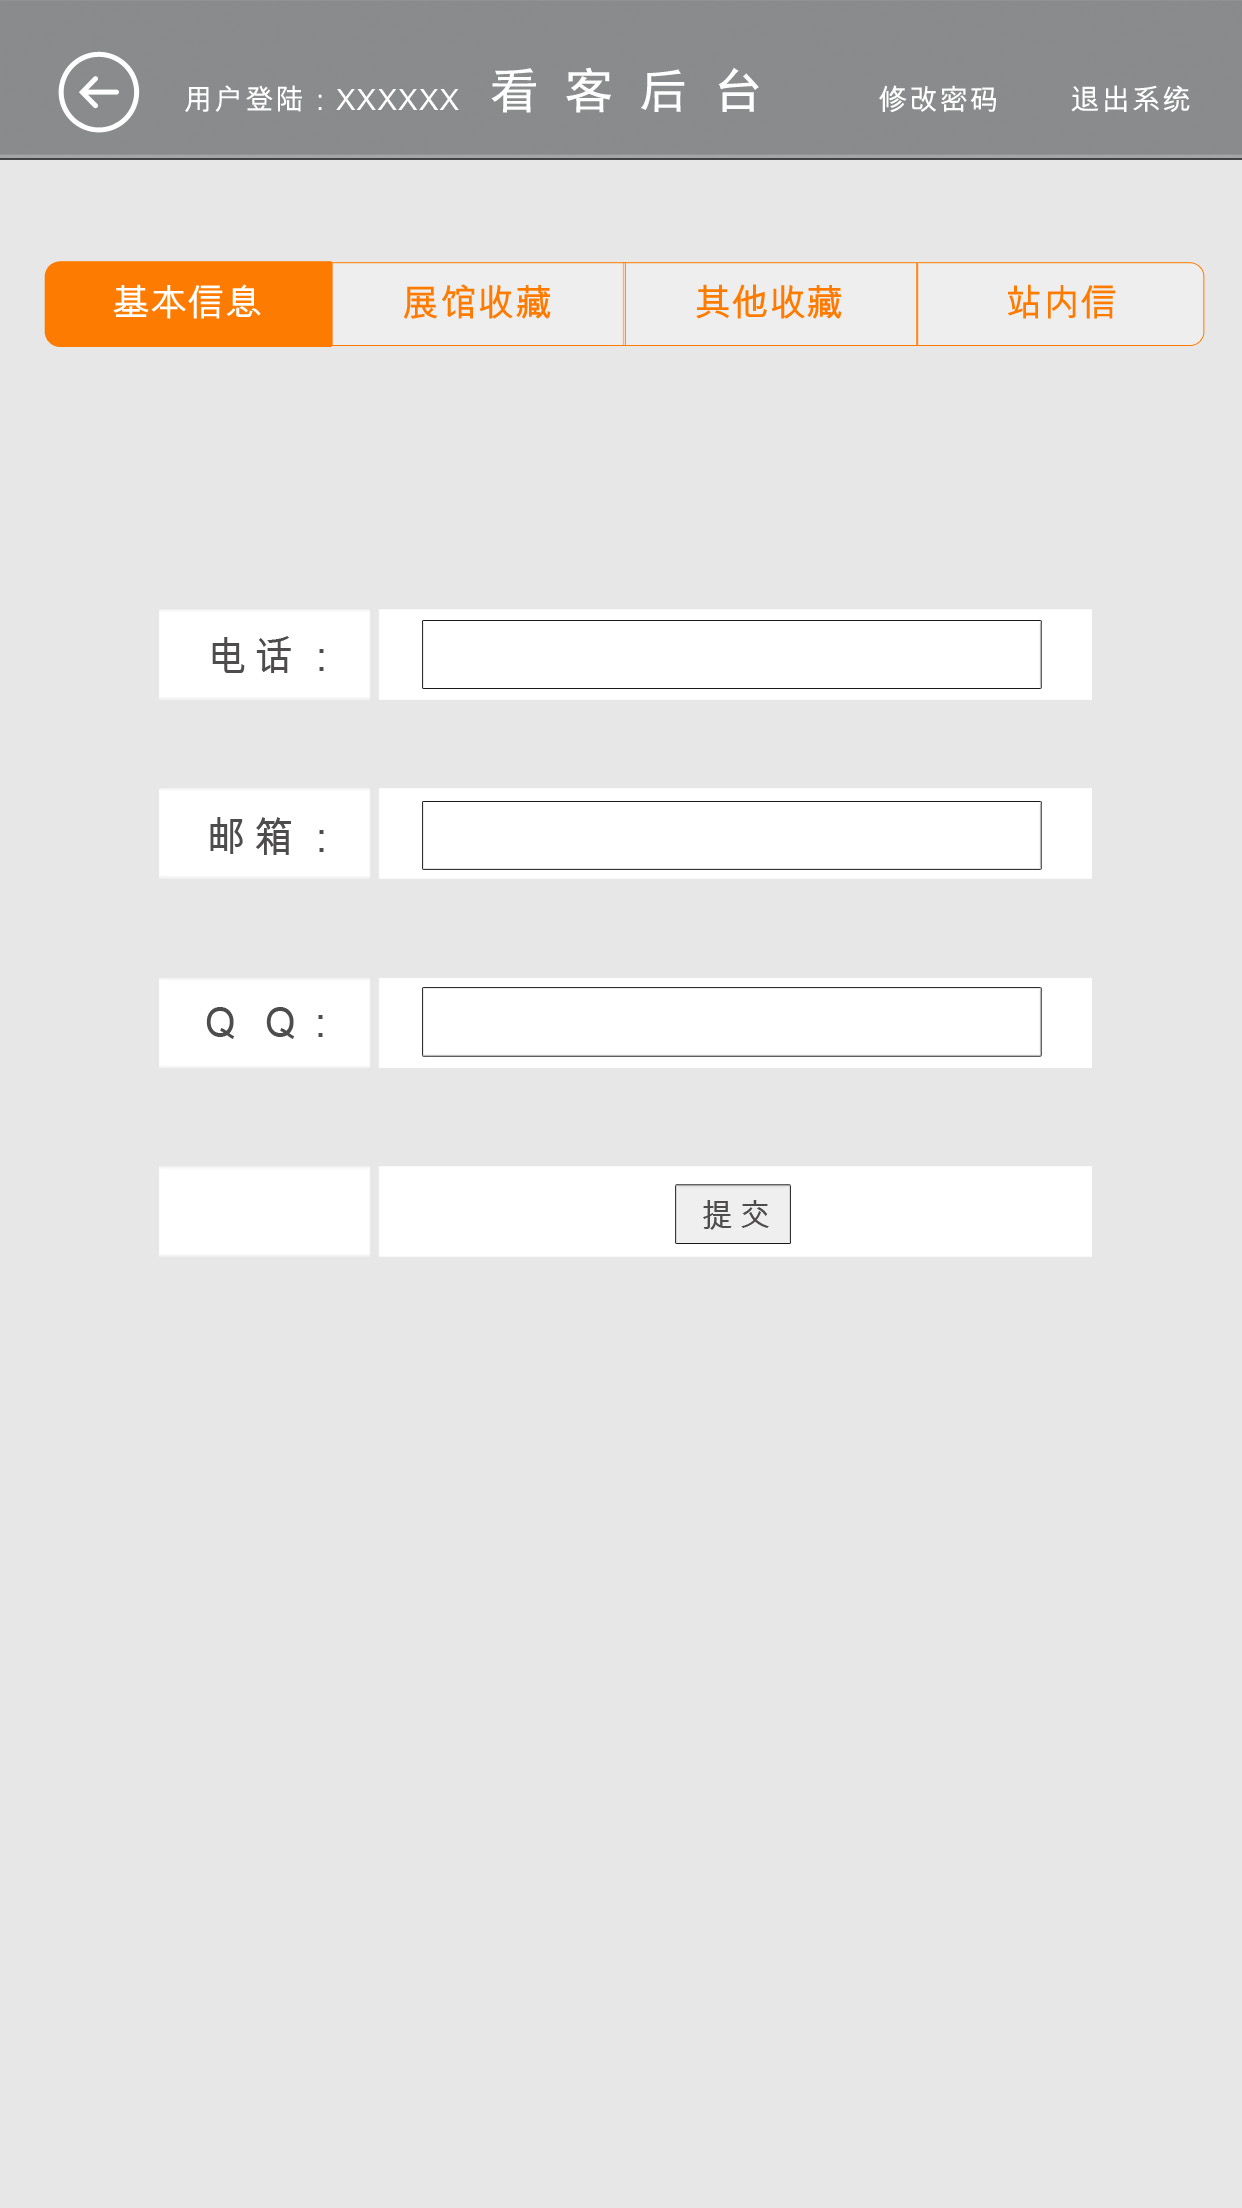 用户登陆：XXXXXX 看客后台 修改密码 退出系统
基本信息 展馆收藏 其他收藏 站内信
电话：
邮箱：
QQ：
提交